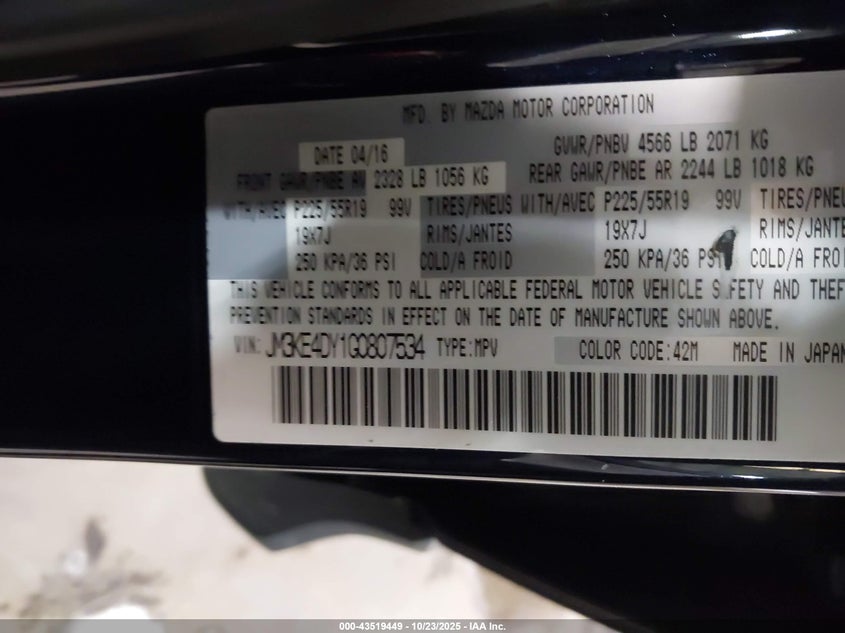 MFD. BY MAZDA MOTOR CORPORATION
DATE 04/16 GVWR/PNBV 4566 LB 2071 KG
FRONT GAWR/PNBE AV 2328 LB 1056 KG REAR GAWR/PNBE AR 2244 LB 1018 KG
WITH/AVEC P225/55R19 99V TIRES/PNEUS WITH/AVEC P225/55R19 99V TIRES/PNEU
19X7J RIMS/JANTES 19X7J RIMS/JANTE
250 KPA/36 PSI COLD/A FROID 250 KPA/36 PSI COLD/A FROI
THIS VEHICLE CONFORMS TO ALL APPLICABLE FEDERAL MOTOR VEHICLE S FETY AND THEF
PREVENTION STANDARDS IN EFFECT ON THE DATE OF MANUFACTURE SHOWN ABOVE.
VIN: JM3KE4DY1G0807534 TYPE:MPV COLOR CODE:42M MADE IN JAPAN
000-43519449 - 10/23/2025 - IAA Inc.